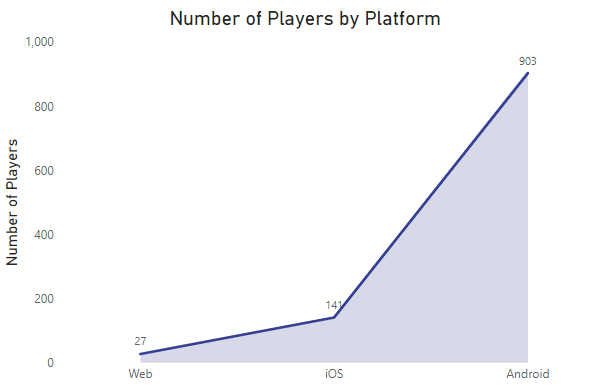 Number of Players by Platform
Number of Players
1,000
800
600
400
200
0
27
141
903
Web
iOS
Android